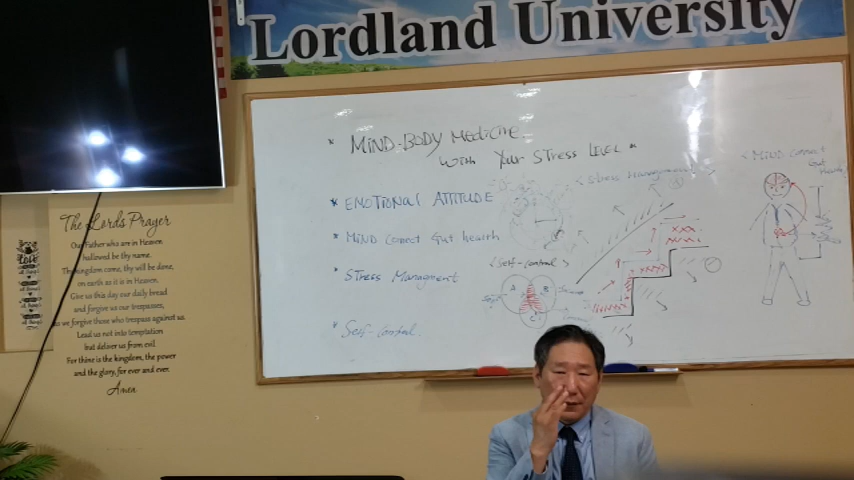 Lordland University
* MIND-BODY MEDICINE
WITH Your STRESS LEVEL *
* EMOTIONAL ATTITUDE
* MIND Connect Gut health
* STress Managment
* Self-Control.
< Stress Management >
< Self-Control >
A
B
C
< MIND Connect
Gut Health
The Lord's Prayer
Our Father who are in Heaven
hallowed be thy name.
Thy kingdom come, thy will be done,
on earth as it is in Heaven.
Give us this day our daily bread
and forgive us our trespasses,
as we forgive those who trespass against us.
Lead us not into temptation
but deliver us from evil
For thine is the kingdom, the power
and the glory, for ever and ever.
Amen